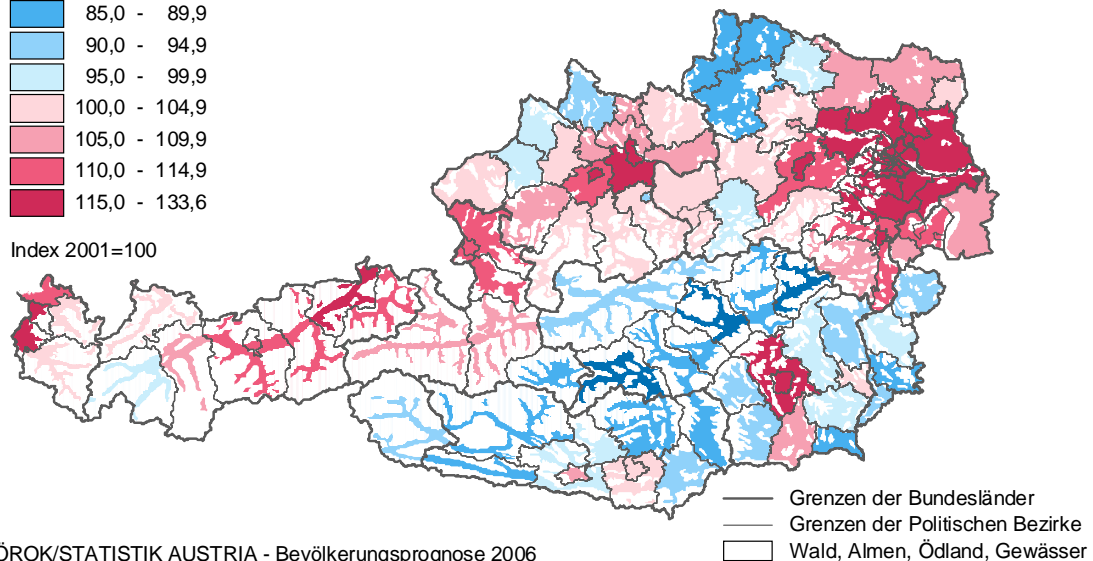 85,0 - 89,9
90,0 - 94,9
95,0 - 99,9
100,0 - 104,9
105,0 - 109,9
110,0 - 114,9
115,0 - 133,6
Index 2001=100
Grenzen der Bundesländer
Grenzen der Politischen Bezirke
Wald, Almen, Ödland, Gewässer
ÖROK/STATISTIK AUSTRIA - Bevölkerungsprognose 2006